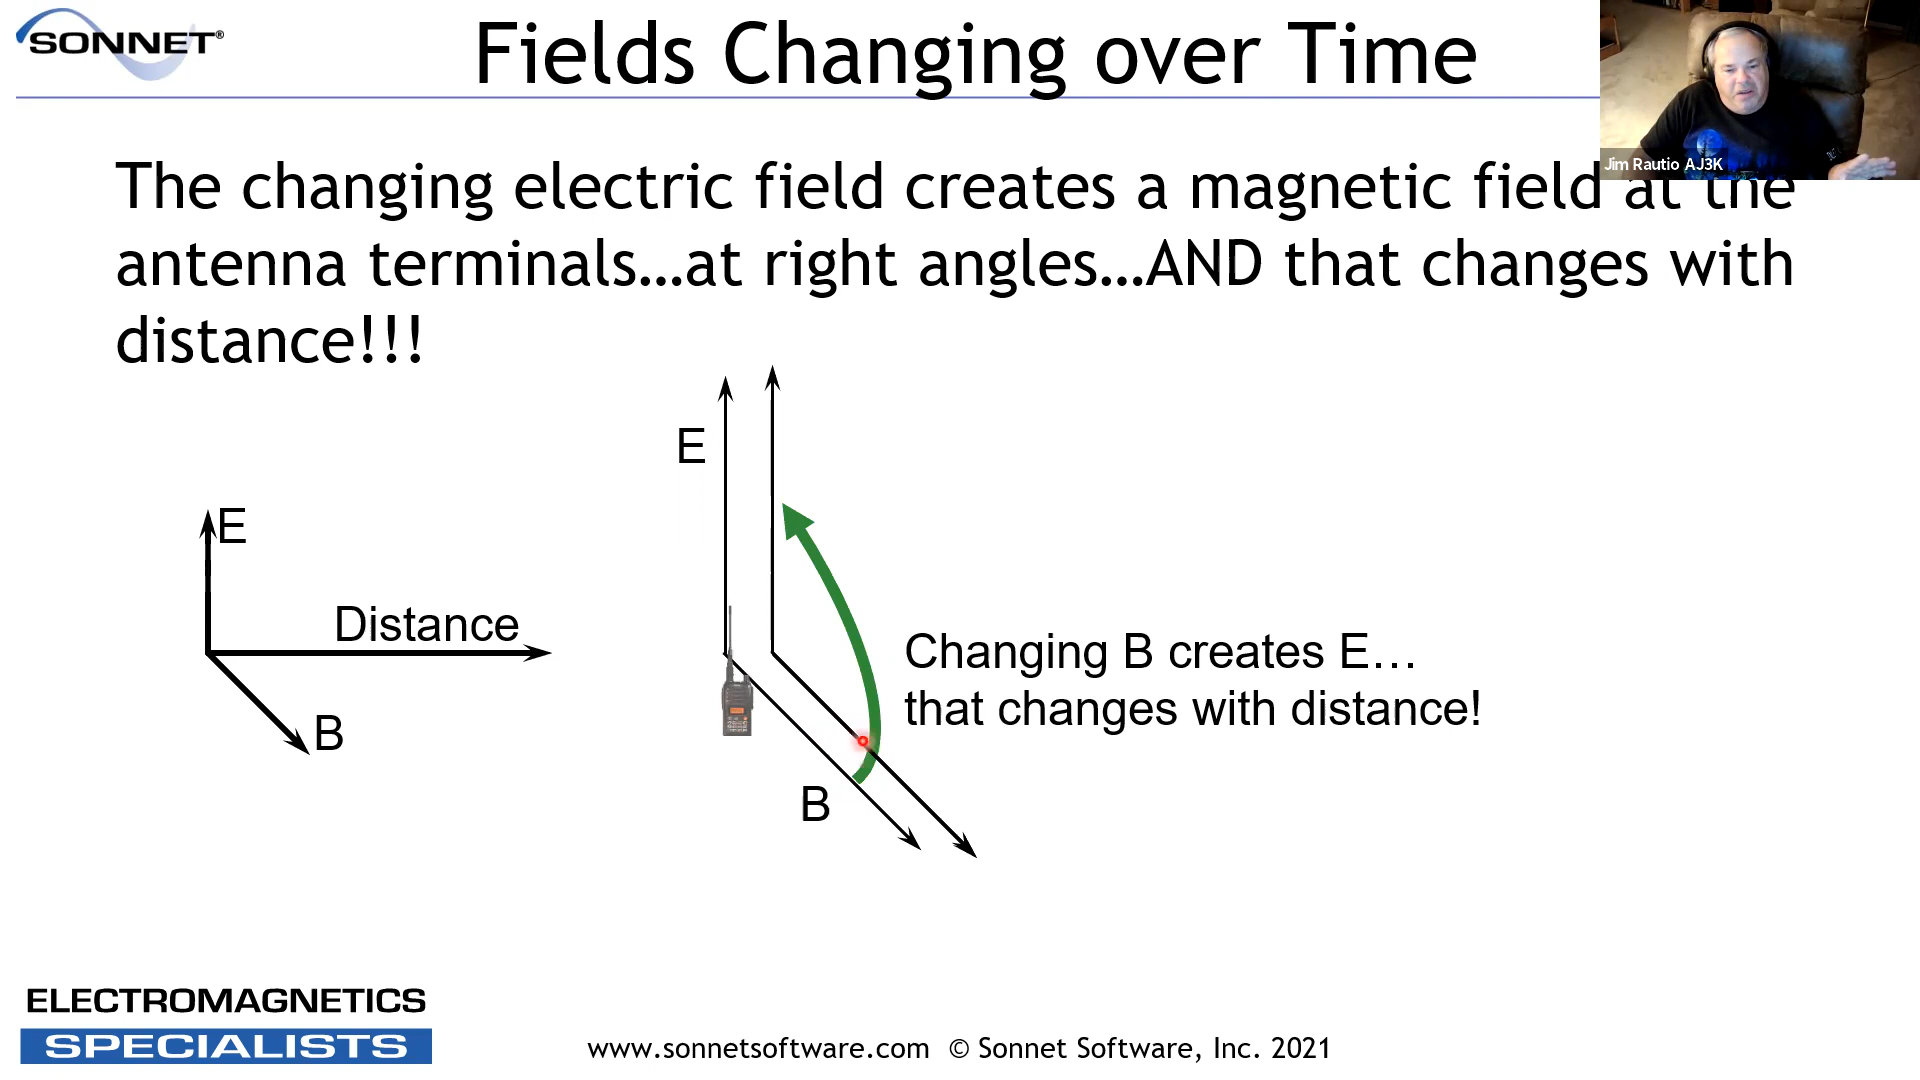 SONNET®
Fields Changing over Time
Jim Rautio AJ3K
The changing electric field creates a magnetic field at the
antenna terminals…at right angles…AND that changes with
distance!!!
E
E
Distance
B
Changing B creates E…
that changes with distance!
B
ELECTROMAGNETICS
SPECIALISTS
www.sonnetsoftware.com © Sonnet Software, Inc. 2021